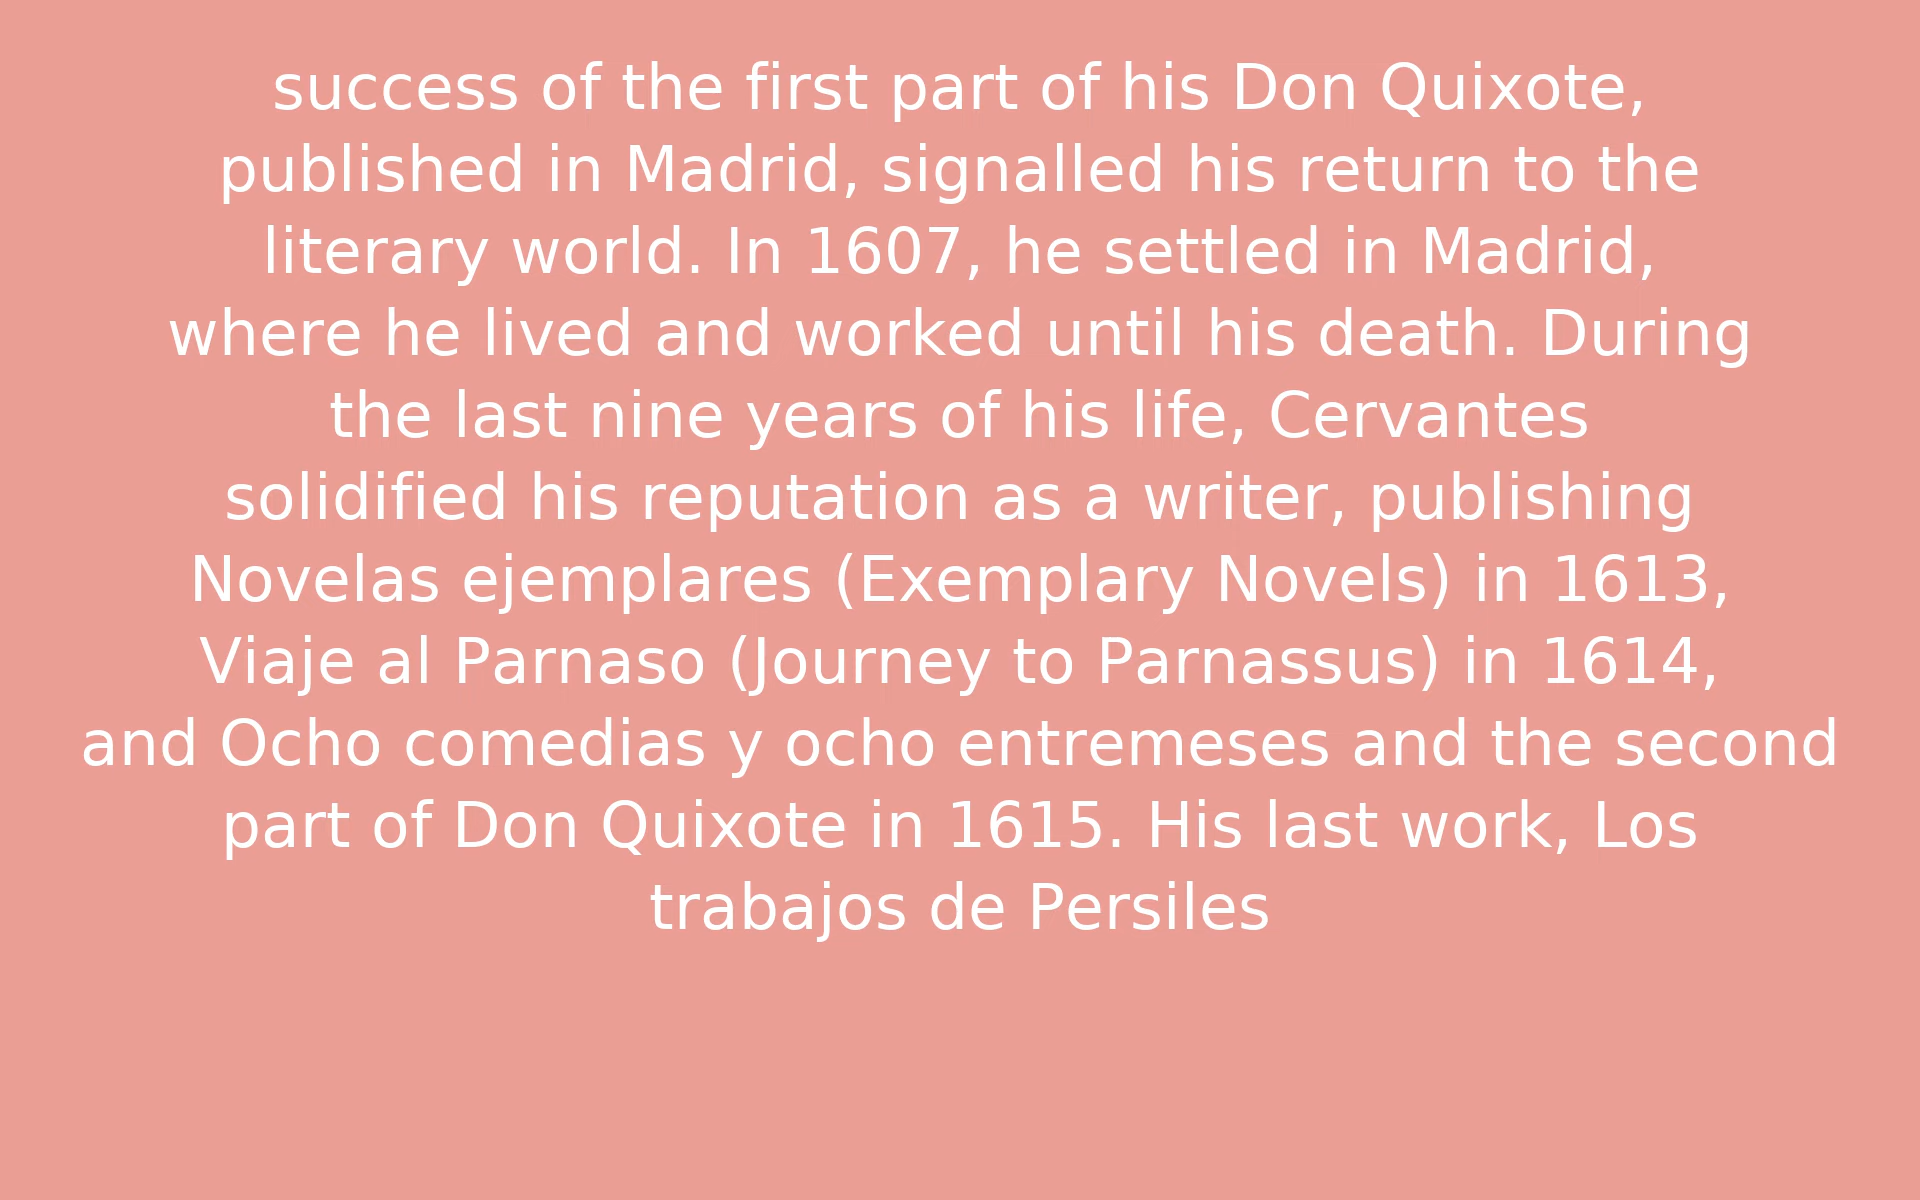 success of the first part of his Don Quixote,
published in Madrid, signalled his return to the
literary world. In 1607, he settled in Madrid,
where he lived and worked until his death. During
the last nine years of his life, Cervantes
solidified his reputation as a writer, publishing
Novelas ejemplares (Exemplary Novels) in 1613,
Viaje al Parnaso (Journey to Parnassus) in 1614,
and Ocho comedias y ocho entremeses and the second
part of Don Quixote in 1615. His last work, Los
trabajos de Persiles